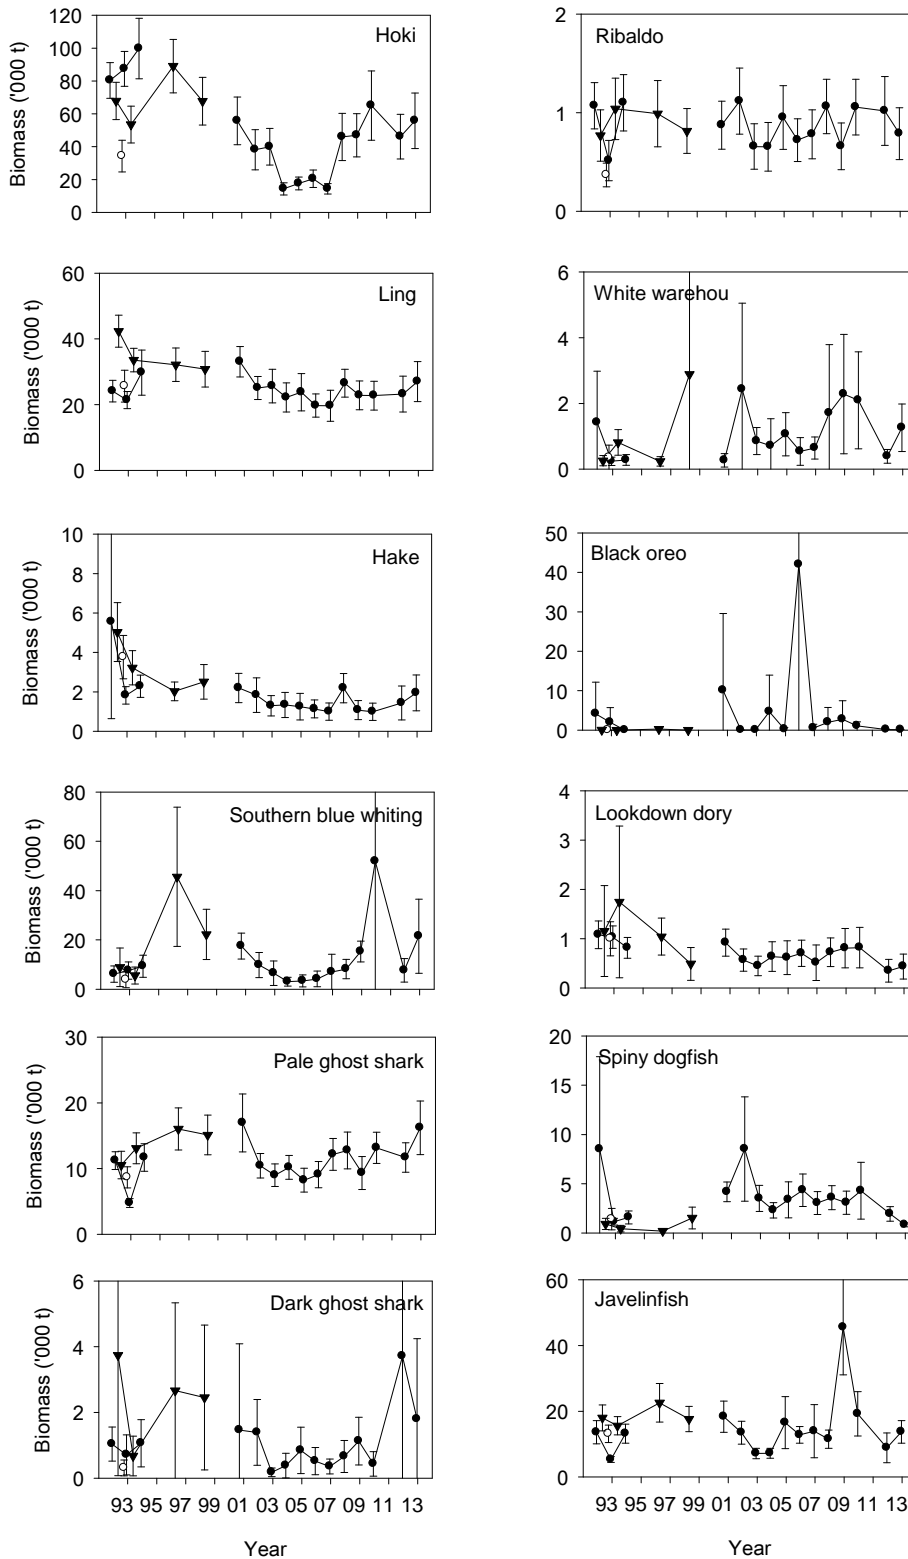 Hoki
Biomass ('000 t)
120
100
80
60
40
20
0
Ribaldo
2
1
0
Ling
Biomass ('000 t)
60
40
20
0
White warehou
6
4
2
0
Hake
Biomass ('000 t)
10
8
6
4
2
0
Black oreo
50
40
30
20
10
0
Southern blue whiting
Biomass ('000 t)
80
60
40
20
0
Lookdown dory
4
3
2
1
0
Pale ghost shark
Biomass ('000 t)
30
20
10
0
Spiny dogfish
20
15
10
5
0
Dark ghost shark
Biomass ('000 t)
6
4
2
0
93 95 97 99 01 03 05 07 09 11 13
Year
Javelinfish
60
40
20
0
93 95 97 99 01 03 05 07 09 11 13
Year